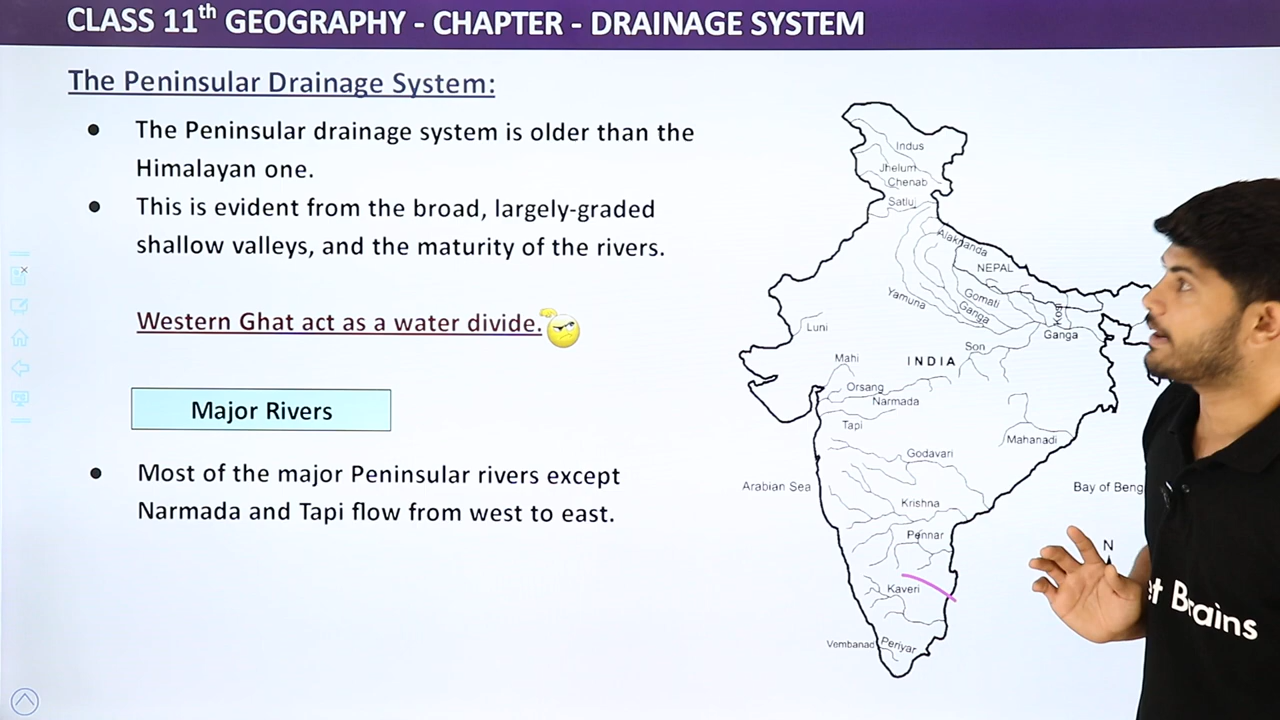 CLASS 11th GEOGRAPHY - CHAPTER - DRAINAGE SYSTEM
The Peninsular Drainage System:
• The Peninsular drainage system is older than the
Himalayan one.
• This is evident from the broad, largely-graded
shallow valleys, and the maturity of the rivers.
Western Ghat act as a water divide.
Major Rivers
• Most of the major Peninsular rivers except
Narmada and Tapi flow from west to east.
Indus
Jhelum
Chenab
Satluj
Alaknanda
NEPAL
Gomati
Yamuna
Ganga
Kosi
Ganga
Luni
Son
Mahi
INDIA
Orsang
Narmada
Tapi
Mahanadi
Godavari
Arabian Sea
Bay of Beng
Krishna
Pennar
N
Kaveri
Vembanad
Periyar
et Brains